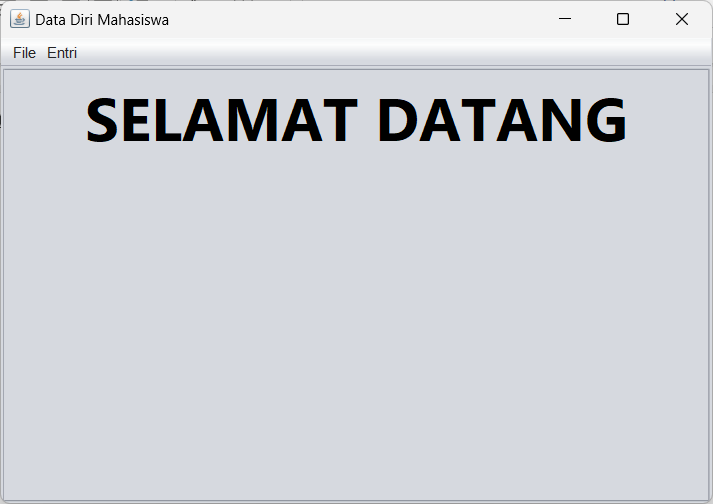 Data Diri Mahasiswa
File Entri
SELAMAT DATANG